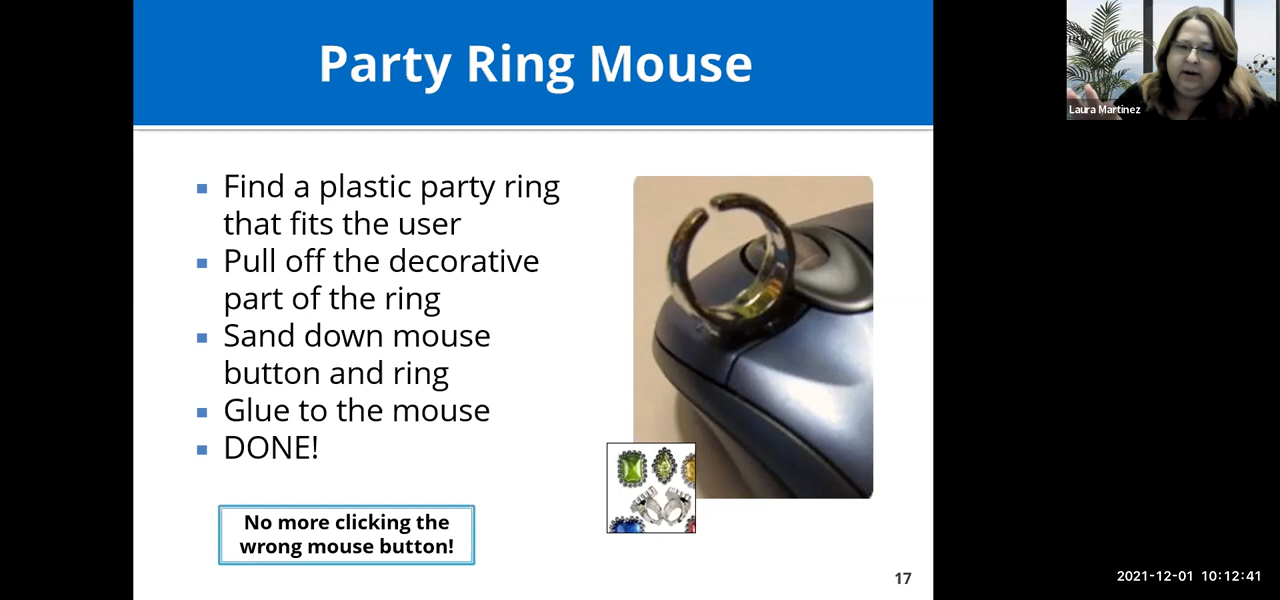 Party Ring Mouse
Laura Martinez
Find a plastic party ring
that fits the user
Pull off the decorative
part of the ring
Sand down mouse
button and ring
Glue to the mouse
DONE!
No more clicking the
wrong mouse button!
17
2021-12-01 10:12:41